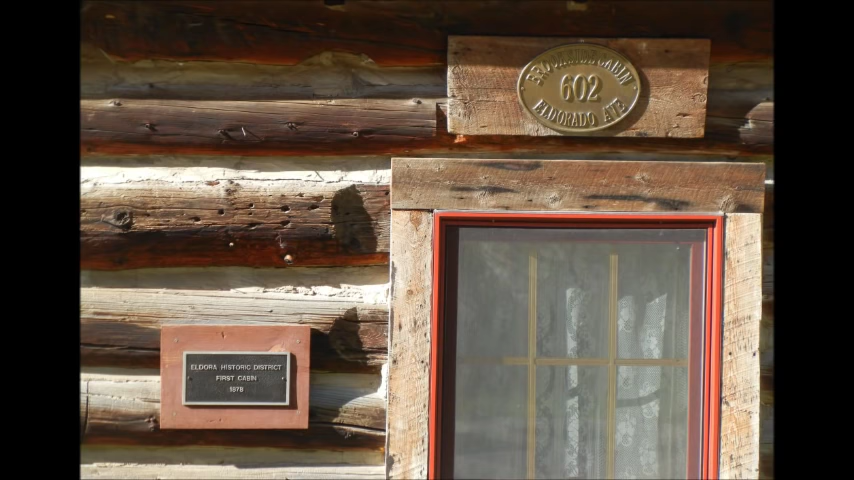 CABIN
602
ELDORADO AVE
ELDORA HISTORIC DISTRICT
FIRST CABIN
1878